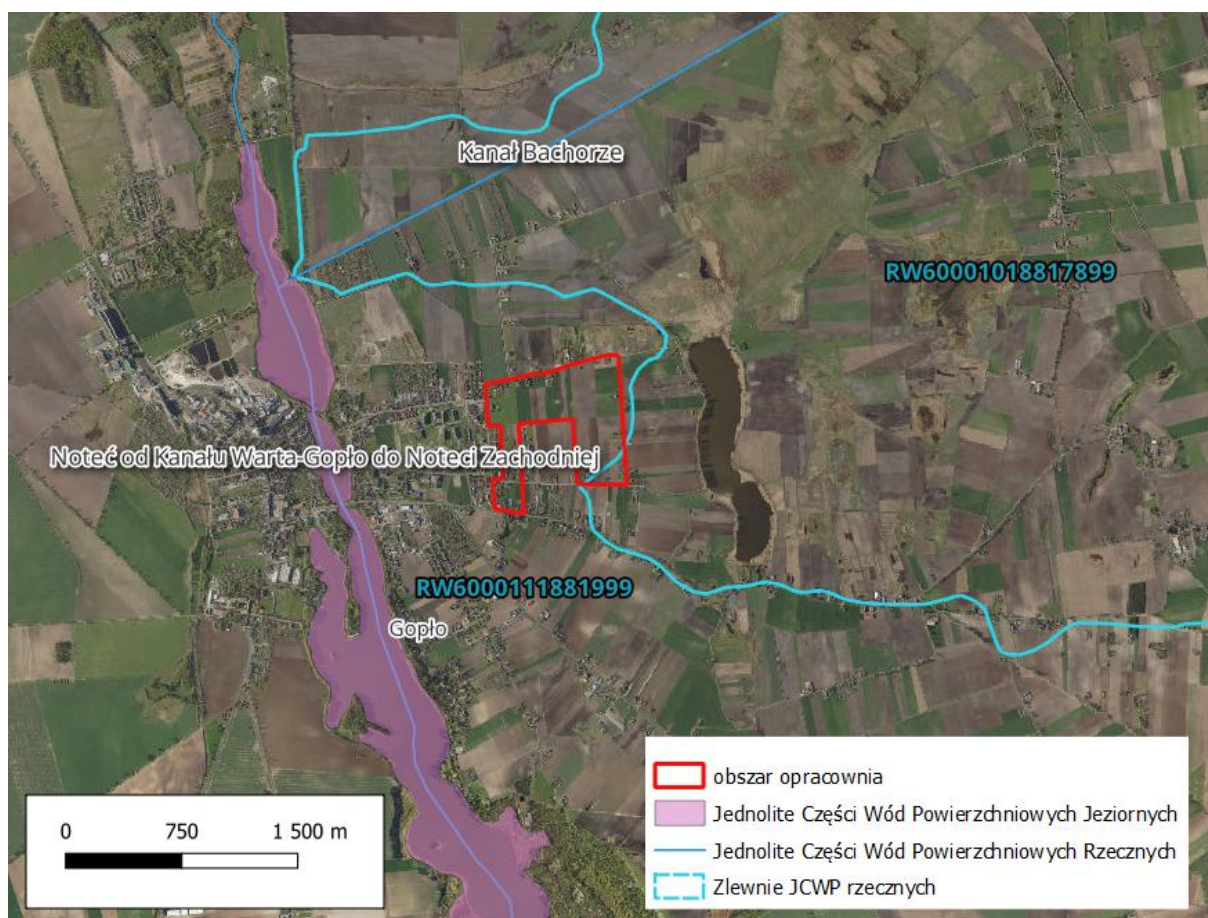 Kanał Bachorze
RW60001018817899
Noteć od Kanału Warta-Gopło do Noteci Zachodniej
RW6000111881999
Gopło
0 750 1 500 m
obszar opracownia
Jednolite Części Wód Powierzchniowych Jeziornych
Jednolite Części Wód Powierzchniowych Rzecznych
Zlewnie JCWP rzecznych